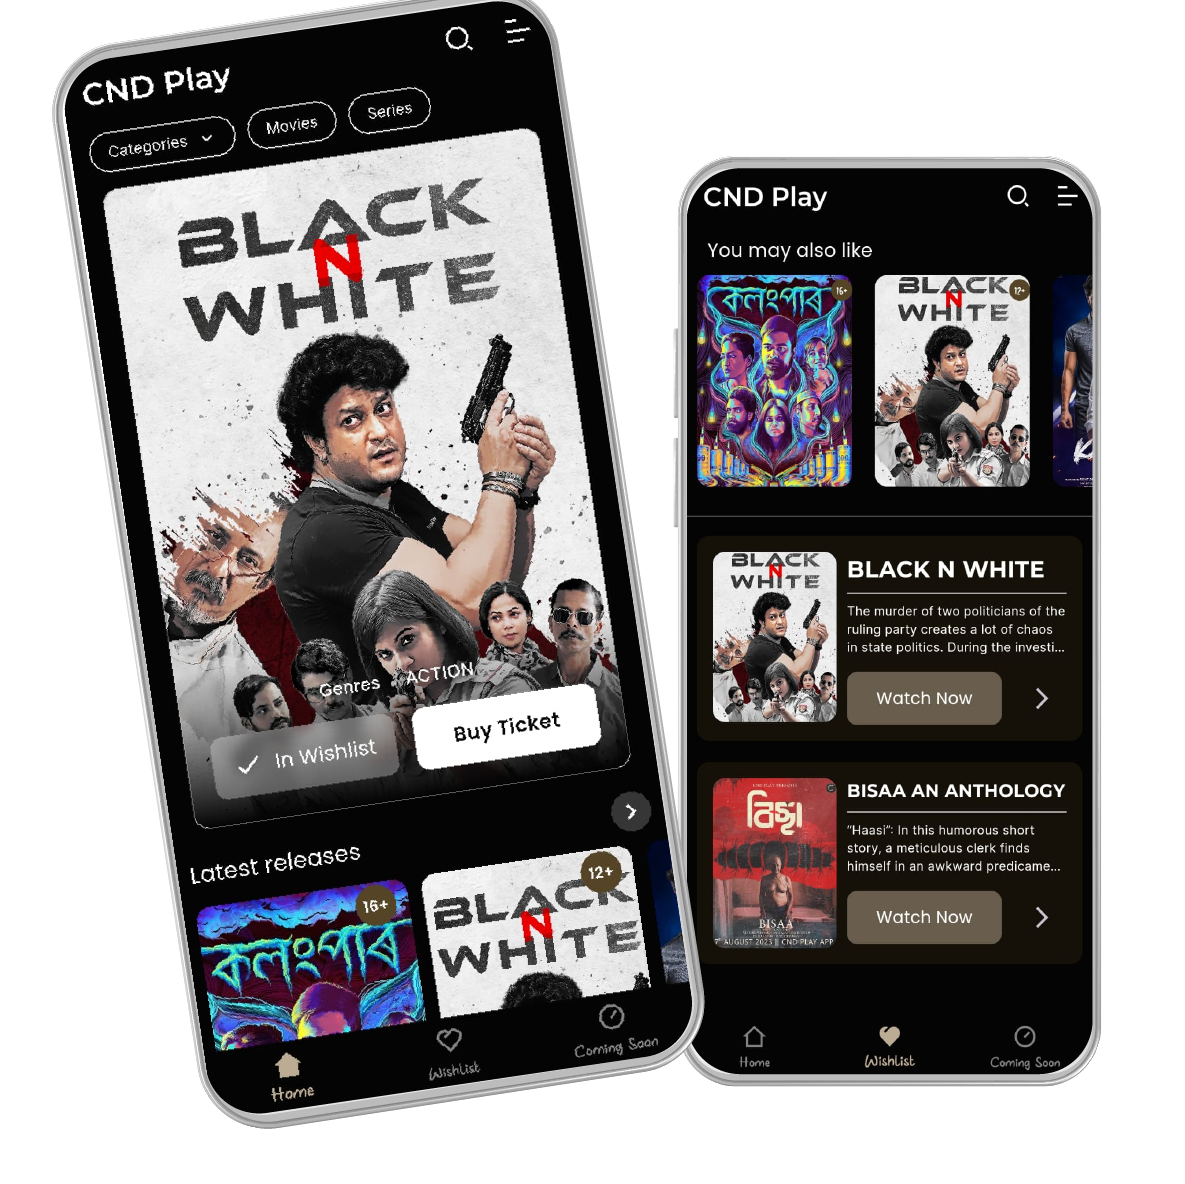 CND Play
Categories
Movies
Series
BLACK
N
WHITE
Genres ACTION
In Wishlist
Buy Ticket
Latest releases
16+
কলংপাৰ
12+
BLACK
N
WHITE
Home
Wishlist
Coming Soon
CND Play
You may also like
কলংপাৰ
16+
BLACK
N
WHITE
12+
BLACK
N
WHITE
BLACK N WHITE
The murder of two politicians of the
ruling party creates a lot of chaos
in state politics. During the investi...
Watch Now
বিচ্ছা
BISAA
7 AUGUST 2023 || CND PLAY APP
BISAA AN ANTHOLOGY
"Haasi": In this humorous short
story, a meticulous clerk finds
himself in an awkward predicame...
Watch Now
Home
Wishlist
Coming Soon